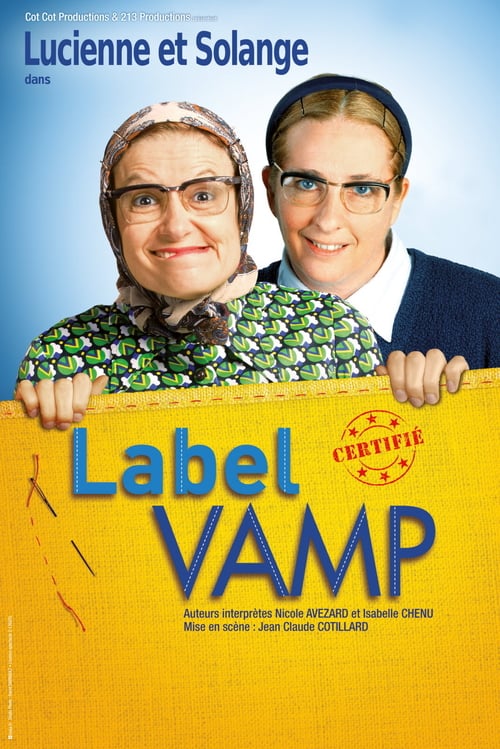 Cot Cot Productions & 213 Productions
Lucienne et Solange
dans
CERTIFIÉ
Label
VAMP
Auteurs interprètes Nicole AVEZARD et Isabelle CHENU
Mise en scène : Jean Claude COTILLARD